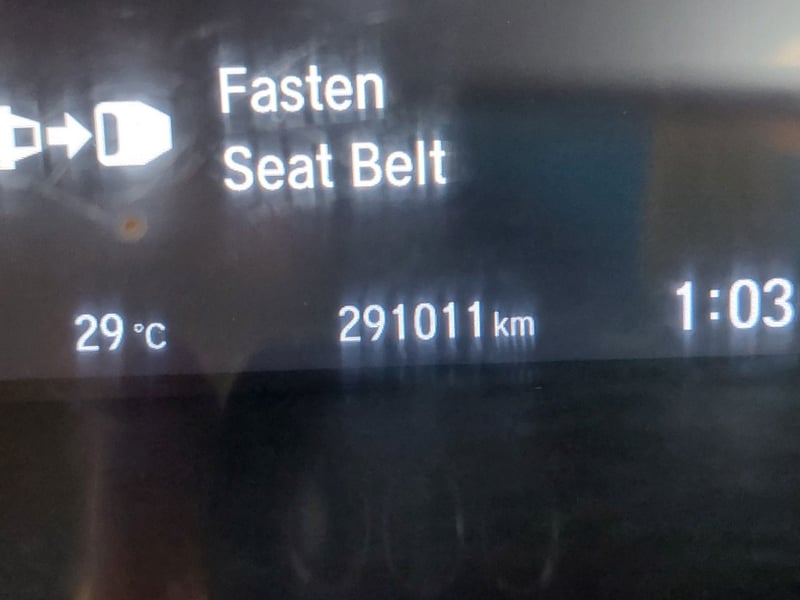 Fasten
Seat Belt
29 °C
291011 km
1:03